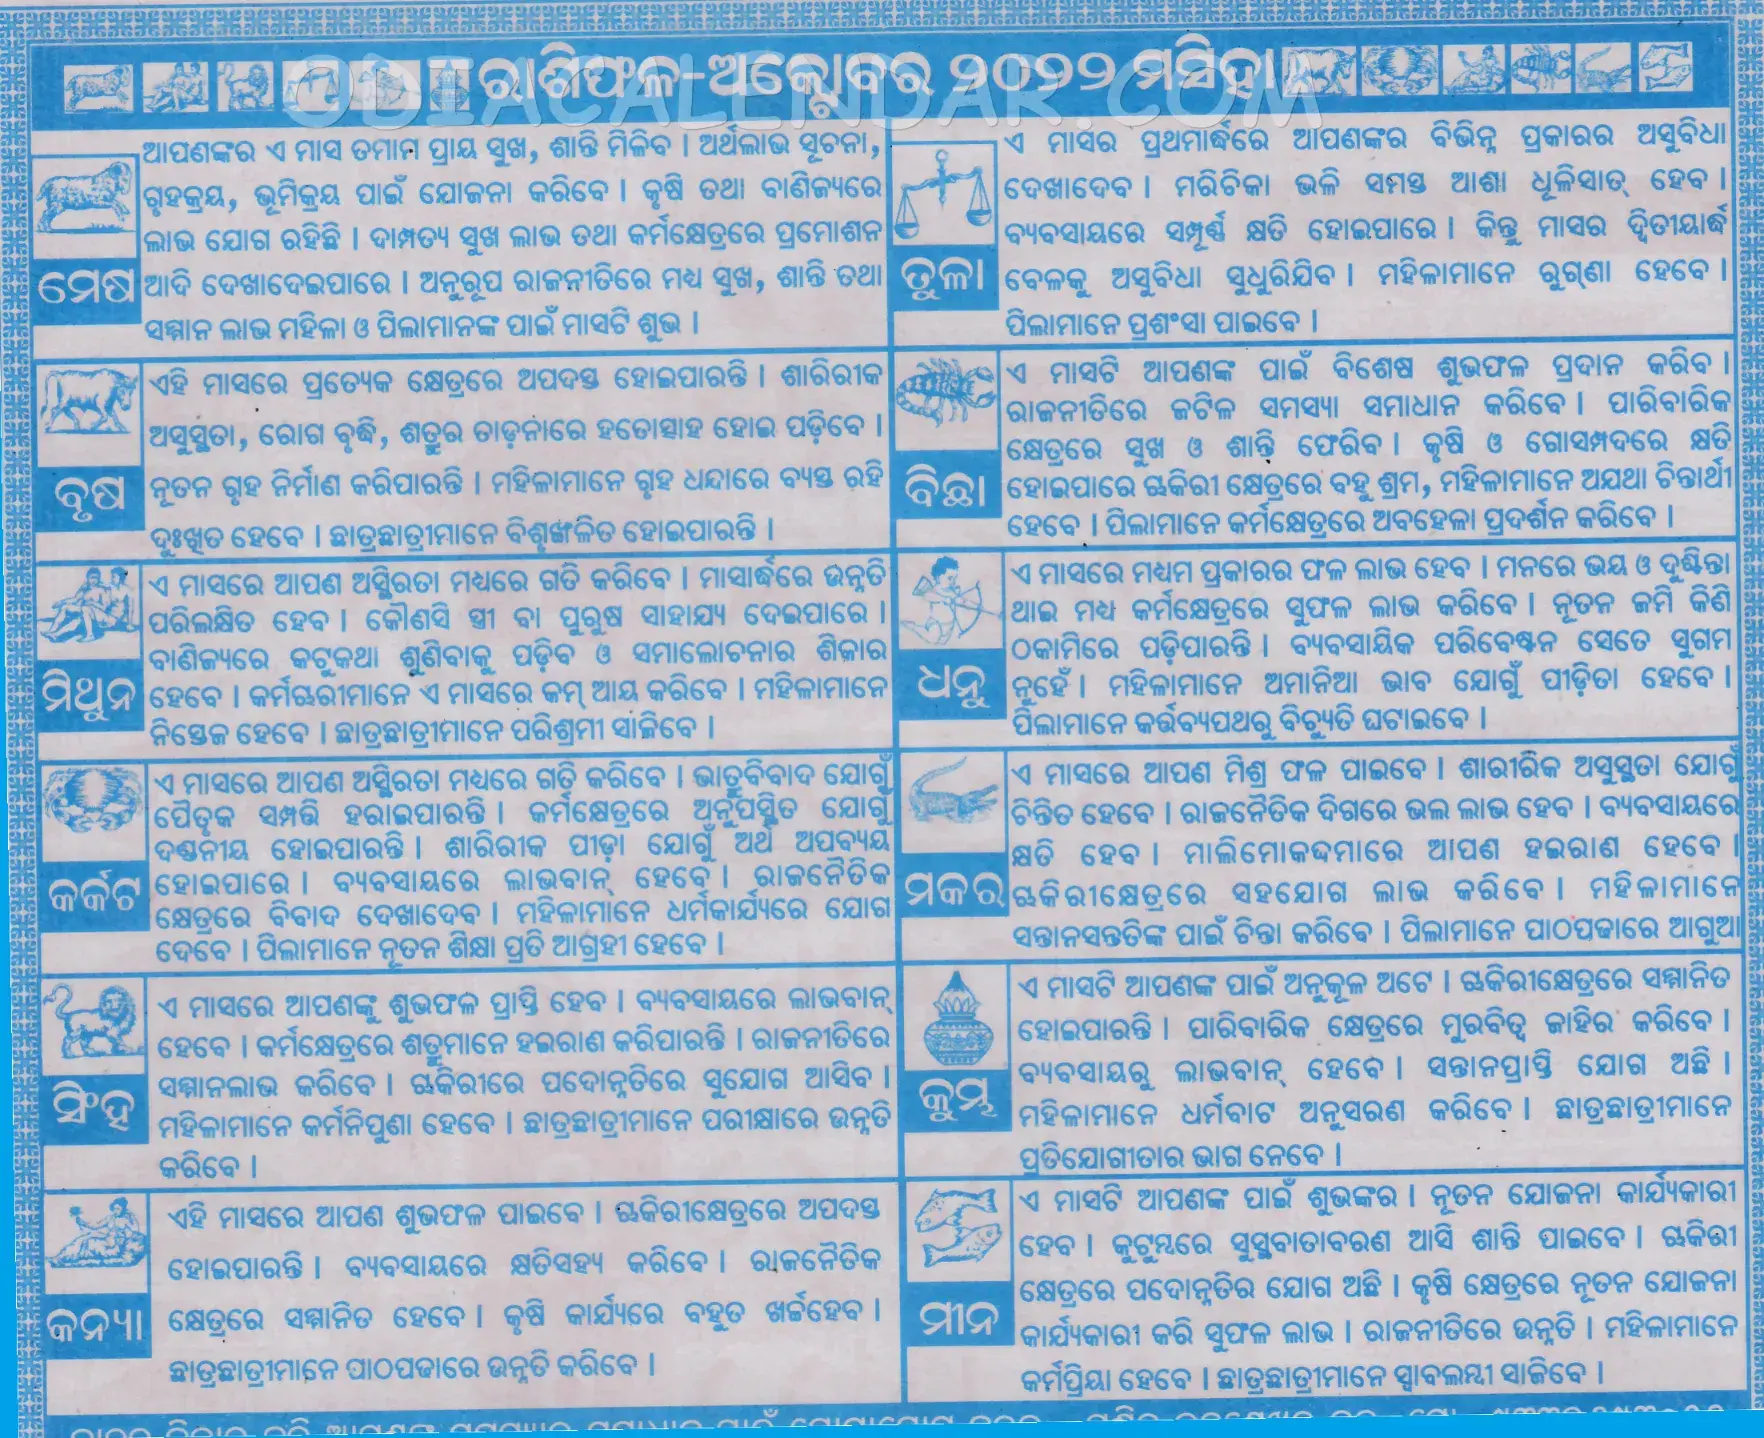 ରାଶିଫଳ-ଅକ୍ଟୋବର ୨୦୨୨ ମସିହା
ODIACALENDAR.COM
ମେଷ
ଆପଣଙ୍କର ଏ ମାସ ତମାମ ପ୍ରାୟ ସୁଖ, ଶାନ୍ତି ମିଳିବ । ଅର୍ଥଲାଭ ସୂଚନା,
ଗୃହକ୍ରୟ, ଭୂମିକ୍ରୟ ପାଇଁ ଯୋଜନା କରିବେ । କୃଷି ତଥା ବାଣିଜ୍ୟରେ
ଲାଭ ଯୋଗ ରହିଛି । ଦାମ୍ପତ୍ୟ ସୁଖ ଲାଭ ତଥା କର୍ମକ୍ଷେତ୍ରରେ ପ୍ରମୋଶନ
ଆଦି ଦେଖାଦେଇପାରେ । ଅନୁରୂପ ରାଜନୀତିରେ ମଧ୍ୟ ସୁଖ, ଶାନ୍ତି ତଥା
ସମ୍ମାନ ଲାଭ ମହିଳା ଓ ପିଲାମାନଙ୍କ ପାଇଁ ମାସଟି ଶୁଭ ।
ବୃଷ
ଏହି ମାସରେ ପ୍ରତ୍ୟେକ କ୍ଷେତ୍ରରେ ଅପଦସ୍ତ ହୋଇପାରନ୍ତି । ଶାରିରୀକ
ଅସୁସ୍ଥତା, ରୋଗ ବୃଦ୍ଧି, ଶତ୍ରୁର ତାଡ଼ନାରେ ହତୋତ୍ସାହ ହୋଇ ପଡ଼ିବେ ।
ନୂତନ ଗୃହ ନିର୍ମାଣ କରିପାରନ୍ତି । ମହିଳାମାନେ ଗୃହ ଧନ୍ଦାରେ ବ୍ୟସ୍ତ ରହି
ଦୁଃଖିତ ହେବେ । ଛାତ୍ରଛାତ୍ରୀମାନେ ବିଶୃଙ୍ଖଳିତ ହୋଇପାରନ୍ତି ।
ମିଥୁନ
ଏ ମାସରେ ଆପଣ ଅସ୍ଥିରତା ମଧ୍ୟରେ ଗତି କରିବେ । ମାସାର୍ଦ୍ଧରେ ଉନ୍ନତି
ପରିଲକ୍ଷିତ ହେବ । କୌଣସି ସ୍ତ୍ରୀ ବା ପୁରୁଷ ସାହାଯ୍ୟ ଦେଇପାରେ ।
ବାଣିଜ୍ୟରେ କଟୁକଥା ଶୁଣିବାକୁ ପଡ଼ିବ ଓ ସମାଲୋଚନାର ଶିକାର
ହେବେ । କର୍ମଚାରୀମାନେ ଏ ମାସରେ କମ୍ ଆୟ କରିବେ । ମହିଳାମାନେ
ନିସ୍ତେଜ ହେବେ । ଛାତ୍ରଛାତ୍ରୀମାନେ ପରିଶ୍ରମୀ ସାଜିବେ ।
କର୍କଟ
ଏ ମାସରେ ଆପଣ ଅସ୍ଥିରତା ମଧ୍ୟରେ ଗତି କରିବେ । ଭାତୃବିବାଦ ଯୋଗୁଁ
ପୈତୃକ ସମ୍ପତ୍ତି ହରାଇପାରନ୍ତି । କର୍ମକ୍ଷେତ୍ରରେ ଅନୁପସ୍ଥିତ ଯୋଗୁଁ
ଦଣ୍ଡନୀୟ ହୋଇପାରନ୍ତି । ଶାରିରୀକ ପୀଡ଼ା ଯୋଗୁଁ ଅର୍ଥ ଅପବ୍ୟୟ
ହୋଇପାରେ । ବ୍ୟବସାୟରେ ଲାଭବାନ୍ ହେବେ । ରାଜନୈତିକ
କ୍ଷେତ୍ରରେ ବିବାଦ ଦେଖାଦେବ । ମହିଳାମାନେ ଧର୍ମକାର୍ଯ୍ୟରେ ଯୋଗ
ଦେବେ । ପିଲାମାନେ ନୂତନ ଶିକ୍ଷା ପ୍ରତି ଆଗ୍ରହୀ ହେବେ ।
ସିଂହ
ଏ ମାସରେ ଆପଣଙ୍କୁ ଶୁଭଫଳ ପ୍ରାପ୍ତି ହେବ । ବ୍ୟବସାୟରେ ଲାଭବାନ୍
ହେବେ । କର୍ମକ୍ଷେତ୍ରରେ ଶତ୍ରୁମାନେ ହଇରାଣ କରିପାରନ୍ତି । ରାଜନୀତିରେ
ସମ୍ମାନଲାଭ କରିବେ । ଚାକିରୀରେ ପଦୋନ୍ନତିରେ ସୁଯୋଗ ଆସିବ ।
ମହିଳାମାନେ କର୍ମନିପୁଣା ହେବେ । ଛାତ୍ରଛାତ୍ରୀମାନେ ପରୀକ୍ଷାରେ ଉନ୍ନତି
କରିବେ ।
କନ୍ୟା
ଏହି ମାସରେ ଆପଣ ଶୁଭଫଳ ପାଇବେ । ଚାକିରୀକ୍ଷେତ୍ରରେ ଅପଦସ୍ତ
ହୋଇପାରନ୍ତି । ବ୍ୟବସାୟରେ କ୍ଷତିସହ୍ୟ କରିବେ । ରାଜନୈତିକ
କ୍ଷେତ୍ରରେ ସମ୍ମାନିତ ହେବେ । କୃଷି କାର୍ଯ୍ୟରେ ବହୁତ ଖର୍ଚ୍ଚହେବ ।
ଛାତ୍ରଛାତ୍ରୀମାନେ ପାଠପଢାରେ ଉନ୍ନତି କରିବେ ।
ତୁଳା
ଏ ମାସର ପ୍ରଥମାର୍ଦ୍ଧରେ ଆପଣଙ୍କର ବିଭିନ୍ନ ପ୍ରକାରର ଅସୁବିଧା
ଦେଖାଦେବ । ମରିଚିକା ଭଳି ସମସ୍ତ ଆଶା ଧୂଳିସାତ୍ ହେବ ।
ବ୍ୟବସାୟରେ ସମ୍ପୂର୍ଣ୍ଣ କ୍ଷତି ହୋଇପାରେ । କିନ୍ତୁ ମାସର ଦ୍ୱିତୀୟାର୍ଦ୍ଧ
ବେଳକୁ ଅସୁବିଧା ସୁଧୁରିଯିବ । ମହିଳାମାନେ ରୁଗ୍‌ଣା ହେବେ ।
ପିଲାମାନେ ପ୍ରଶଂସା ପାଇବେ ।
ବିଛା
ଏ ମାସଟି ଆପଣଙ୍କ ପାଇଁ ବିଶେଷ ଶୁଭଫଳ ପ୍ରଦାନ କରିବ ।
ରାଜନୀତିରେ ଜଟିଳ ସମସ୍ୟା ସମାଧାନ କରିବେ । ପାରିବାରିକ
କ୍ଷେତ୍ରରେ ସୁଖ ଓ ଶାନ୍ତି ଫେରିବ । କୃଷି ଓ ଗୋସମ୍ପଦରେ କ୍ଷତି
ହୋଇପାରେ ଚାକିରୀ କ୍ଷେତ୍ରରେ ବହୁ ଶ୍ରମ, ମହିଳାମାନେ ଅଯଥା ଚିନ୍ତାର୍ଥୀ
ହେବେ । ପିଲାମାନେ କର୍ମକ୍ଷେତ୍ରରେ ଅବହେଳା ପ୍ରଦର୍ଶନ କରିବେ ।
ଧନୁ
ଏ ମାସରେ ମଧ୍ୟମ ପ୍ରକାରର ଫଳ ଲାଭ ହେବ । ମନରେ ଭୟ ଓ ଦୁଶ୍ଚିନ୍ତା
ଥାଇ ମଧ୍ୟ କର୍ମକ୍ଷେତ୍ରରେ ସୁଫଳ ଲାଭ କରିବେ । ନୂତନ ଜମି କିଣି
ଠକାମିରେ ପଡ଼ିପାରନ୍ତି । ବ୍ୟବସାୟିକ ପରିବେଷ୍ଟନ ସେତେ ସୁଗମ
ନୁହେଁ । ମହିଳାମାନେ ଅମାନିଆ ଭାବ ଯୋଗୁଁ ପୀଡ଼ିତା ହେବେ ।
ପିଲାମାନେ କର୍ତ୍ତବ୍ୟପଥରୁ ବିଚ୍ୟୁତି ଘଟାଇବେ ।
ମକର
ଏ ମାସରେ ଆପଣ ମିଶ୍ର ଫଳ ପାଇବେ । ଶାରୀରିକ ଅସୁସ୍ଥତା ଯୋଗୁଁ
ଚିନ୍ତିତ ହେବେ । ରାଜନୈତିକ ଦିଗରେ ଭଲ ଲାଭ ହେବ । ବ୍ୟବସାୟରେ
କ୍ଷତି ହେବ । ମାଲିମୋକଦ୍ଦମାରେ ଆପଣ ହଇରାଣ ହେବେ ।
ଚାକିରୀକ୍ଷେତ୍ରରେ ସହଯୋଗ ଲାଭ କରିବେ । ମହିଳାମାନେ
ସନ୍ତାନସନ୍ତତିଙ୍କ ପାଇଁ ଚିନ୍ତା କରିବେ । ପିଲାମାନେ ପାଠପଢାରେ ଆଗୁଆ
କୁମ୍ଭ
ଏ ମାସଟି ଆପଣଙ୍କ ପାଇଁ ଅନୁକୂଳ ଅଟେ । ଚାକିରୀକ୍ଷେତ୍ରରେ ସମ୍ମାନିତ
ହୋଇପାରନ୍ତି । ପାରିବାରିକ କ୍ଷେତ୍ରରେ ମୁରବିତ୍ୱ ଜାହିର କରିବେ ।
ବ୍ୟବସାୟରୁ ଲାଭବାନ୍ ହେବେ । ସନ୍ତାନପ୍ରାପ୍ତି ଯୋଗ ଅଛି ।
ମହିଳାମାନେ ଧର୍ମବାଟ ଅନୁସରଣ କରିବେ । ଛାତ୍ରଛାତ୍ରୀମାନେ
ପ୍ରତିଯୋଗୀତାର ଭାଗ ନେବେ ।
ମୀନ
ଏ ମାସଟି ଆପଣଙ୍କ ପାଇଁ ଶୁଭଙ୍କର । ନୂତନ ଯୋଜନା କାର୍ଯ୍ୟକାରୀ
ହେବ । କୁଟୁମ୍ବରେ ସୁସ୍ଥବାତାବରଣ ଆସି ଶାନ୍ତି ପାଇବେ । ଚାକିରୀ
କ୍ଷେତ୍ରରେ ପଦୋନ୍ନତିର ଯୋଗ ଅଛି । କୃଷି କ୍ଷେତ୍ରରେ ନୂତନ ଯୋଜନା
କାର୍ଯ୍ୟକାରୀ କରି ସୁଫଳ ଲାଭ । ରାଜନୀତିରେ ଉନ୍ନତି । ମହିଳାମାନେ
କର୍ମପ୍ରିୟା ହେବେ । ଛାତ୍ରଛାତ୍ରୀମାନେ ସ୍ୱାବଲମ୍ବୀ ସାଜିବେ ।